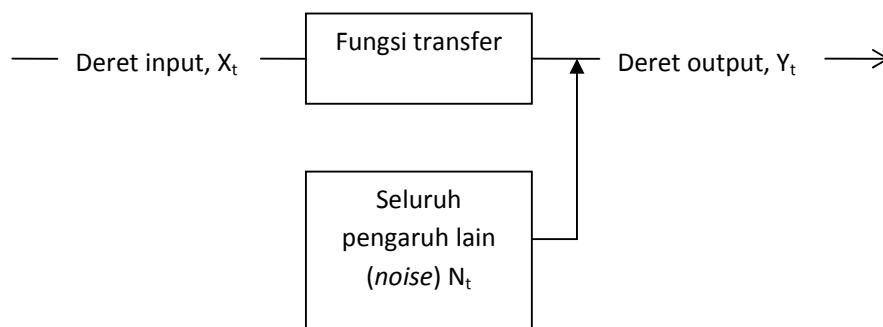 Fungsi transfer
Deret input, Xₜ
Deret output, Yₜ
Seluruh
pengaruh lain
(noise) Nₜ